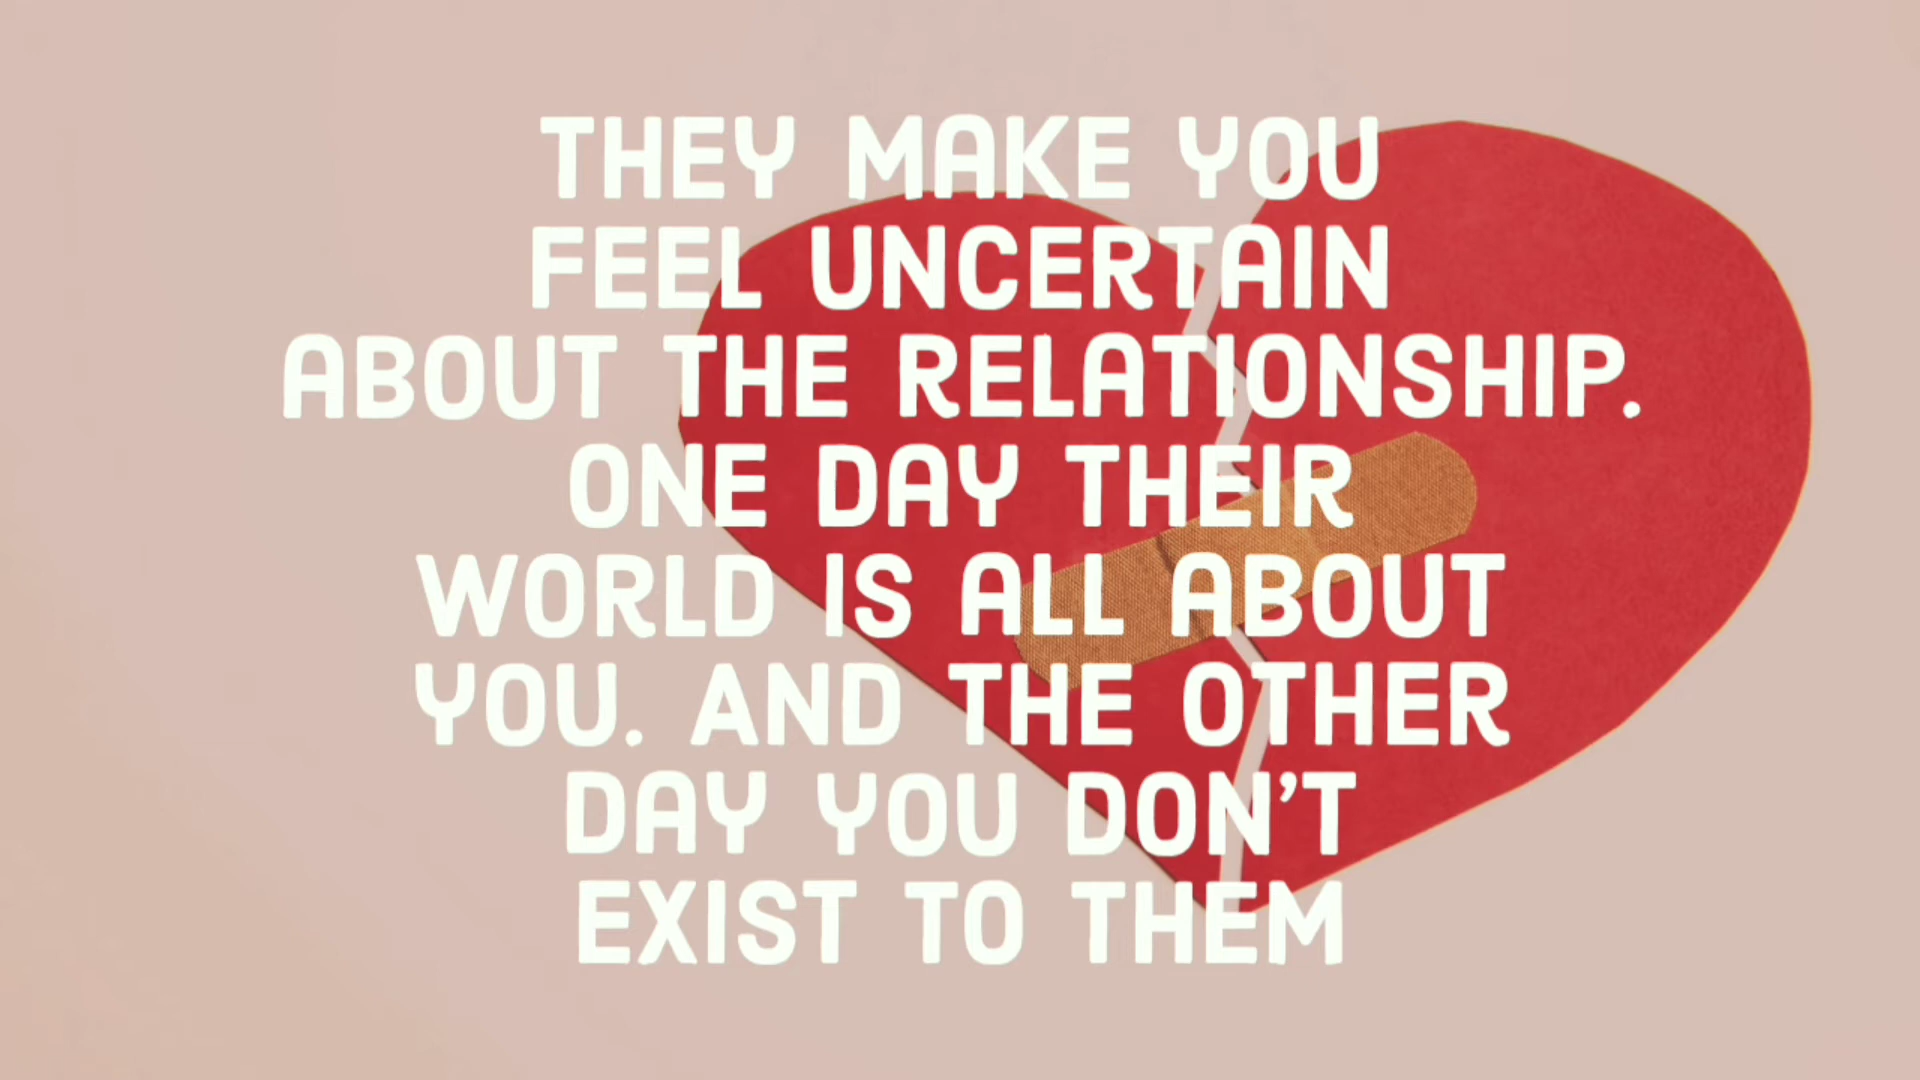 THEY MAKE YOU
FEEL UNCERTAIN
ABOUT THE RELATIONSHIP.
ONE DAY THEIR
WORLD IS ALL ABOUT
YOU. AND THE OTHER
DAY YOU DON’T
EXIST TO THEM